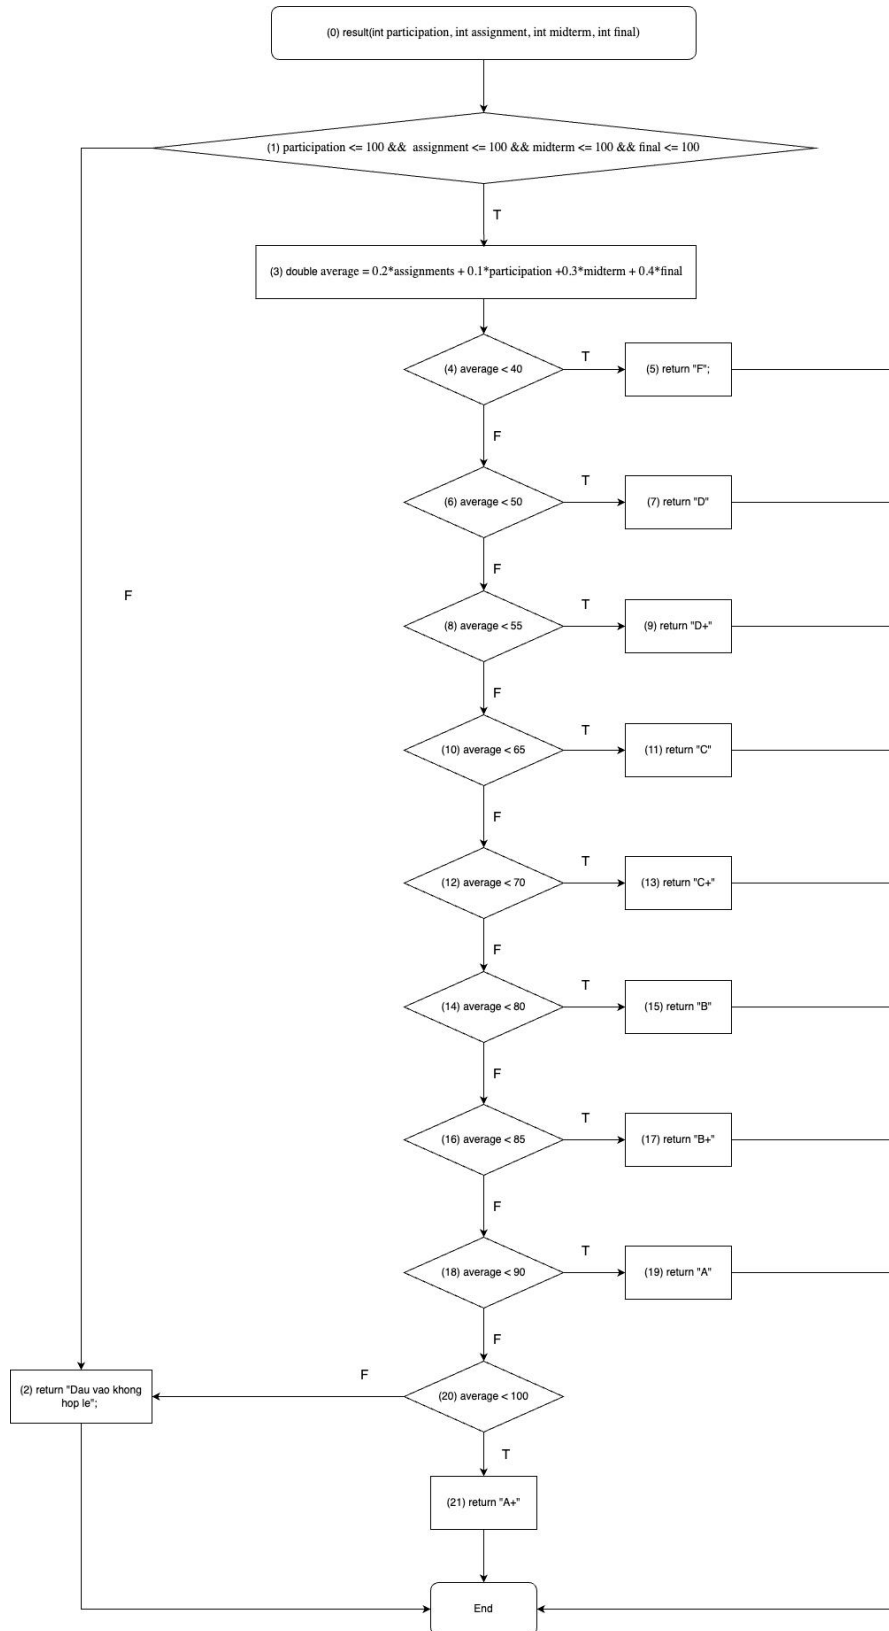 (0) result(int participation, int assignment, int midterm, int final)
(1) participation <= 100 &&  assignment <= 100 && midterm <= 100 && final <= 100
T
(3) double average = 0.2*assignments + 0.1*participation +0.3*midterm + 0.4*final
(4) average < 40
T
(5) return "F";
F
(6) average < 50
T
(7) return "D"
F
(8) average < 55
T
(9) return "D+"
F
F
(10) average < 65
T
(11) return "C"
F
(12) average < 70
T
(13) return "C+"
F
(14) average < 80
T
(15) return "B"
F
(16) average < 85
T
(17) return "B+"
F
(18) average < 90
T
(19) return "A"
F
(20) average < 100
F
(2) return "Dau vao khong
hop le";
T
(21) return "A+"
End